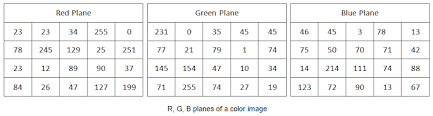 Red Plane Green Plane Blue Plane
23 23 34 255 0 231 0 35 45 45 46 45 3 78 13
78 245 129 25 251 77 21 79 1 74 75 50 70 71 42
23 12 89 90 37 145 154 47 10 34 14 214 111 74 88
84 26 47 127 199 71 255 74 27 19 123 72 90 13 67
R, G, B planes of a color image